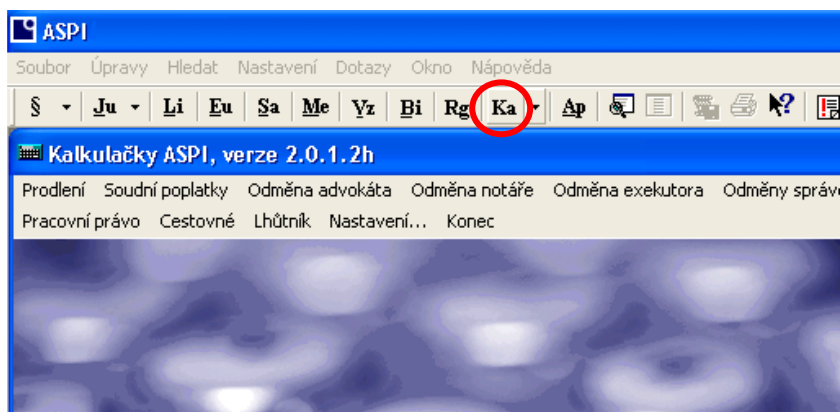 ASPI
Soubor Úpravy Hledat Nastavení Dotazy Okno Nápověda
§ Ju Li Eu Sa Me Vz Bi Rg Ka Ap
Kalkulačky ASPI, verze 2.0.1.2h
Prodlení Soudní poplatky Odměna advokáta Odměna notáře Odměna exekutora Odměny správc
Pracovní právo Cestovné Lhůtník Nastavení... Konec